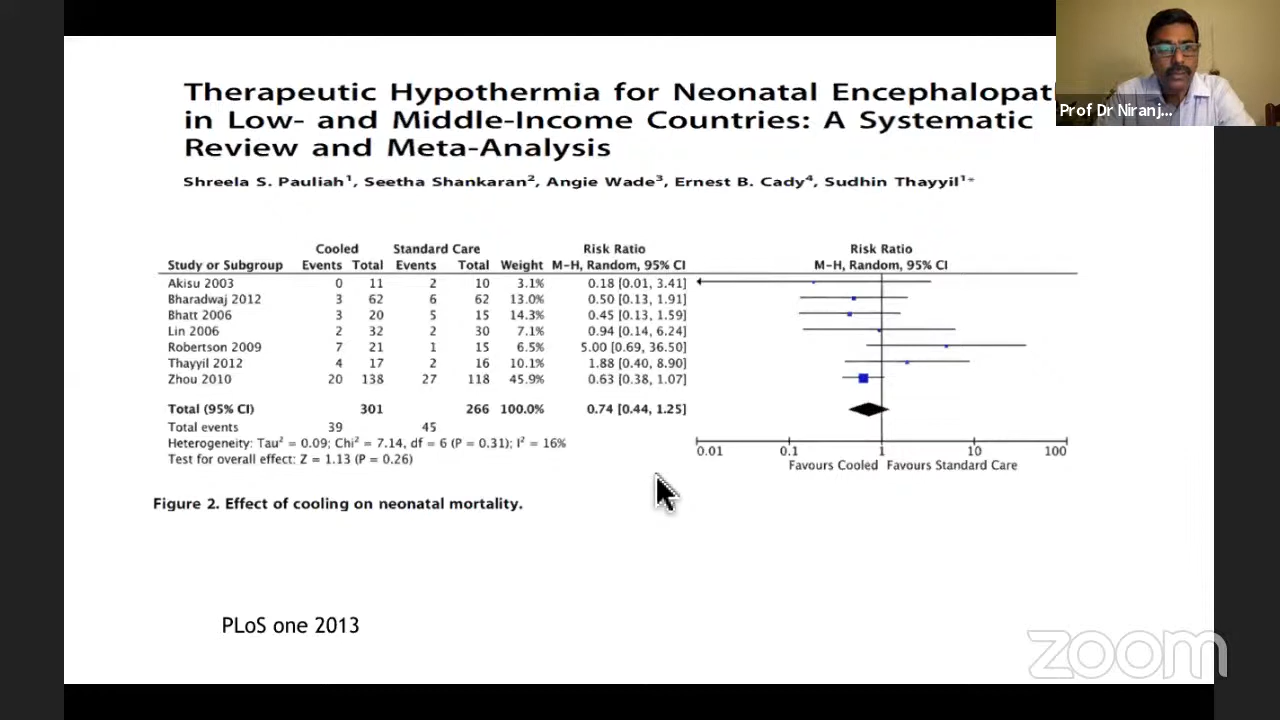 Therapeutic Hypothermia for Neonatal Encephalopat
in Low- and Middle-Income Countries: A Systematic
Review and Meta-Analysis
Prof Dr Niranj...
Shreela S. Pauliah1, Seetha Shankaran2, Angie Wade3, Ernest B. Cady4, Sudhin Thayyil1*
Cooled Standard Care Risk Ratio Risk Ratio
Study or Subgroup Events Total Events Total Weight M-H, Random, 95% CI M-H, Random, 95% CI
Akisu 2003 0 11 2 10 3.1% 0.18 [0.01, 3.41]
Bharadwaj 2012 3 62 6 62 13.0% 0.50 [0.13, 1.91]
Bhatt 2006 3 20 5 15 14.3% 0.45 [0.13, 1.59]
Lin 2006 2 32 2 30 7.1% 0.94 [0.14, 6.24]
Robertson 2009 7 21 1 15 6.5% 5.00 [0.69, 36.50]
Thayyil 2012 4 17 2 16 10.1% 1.88 [0.40, 8.90]
Zhou 2010 20 138 27 118 45.9% 0.63 [0.38, 1.07]
Total (95% CI) 301 266 100.0% 0.74 [0.44, 1.25]
Total events 39 45
Heterogeneity: Tau² = 0.09; Chi² = 7.14, df = 6 (P = 0.31); I² = 16%
Test for overall effect: Z = 1.13 (P = 0.26)
0.01 0.1 1 10 100
Favours Cooled Favours Standard Care
Figure 2. Effect of cooling on neonatal mortality.
PLoS one 2013
zoom